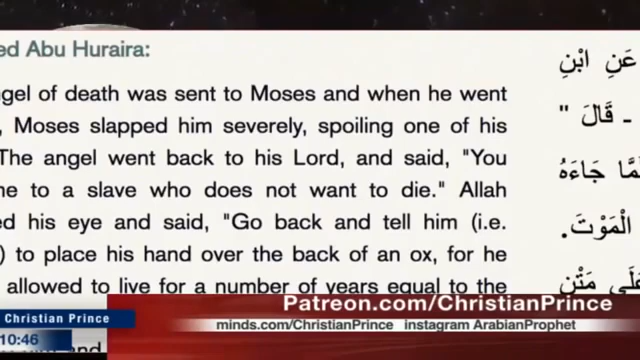 ed Abu Huraira:
عَنِ ابْنِ
ngel of death was sent to Moses and when he went
ـ قَالَ "
, Moses slapped him severely, spoiling one of his
The angel went back to his Lord, and said, "You
مَّا جَاءَهُ
me to a slave who does not want to die." Allah
ed his eye and said, "Go back and tell him (i.e.
الْمَوْتَ.
) to place his hand over the back of an ox, for he
allowed to live for a number of years equal to the
عَلَى مَتْنِ
Patreon.com/ChristianPrince
Christian Prince
minds.com/ChristianPrince instagram ArabianProphet
10:46
and